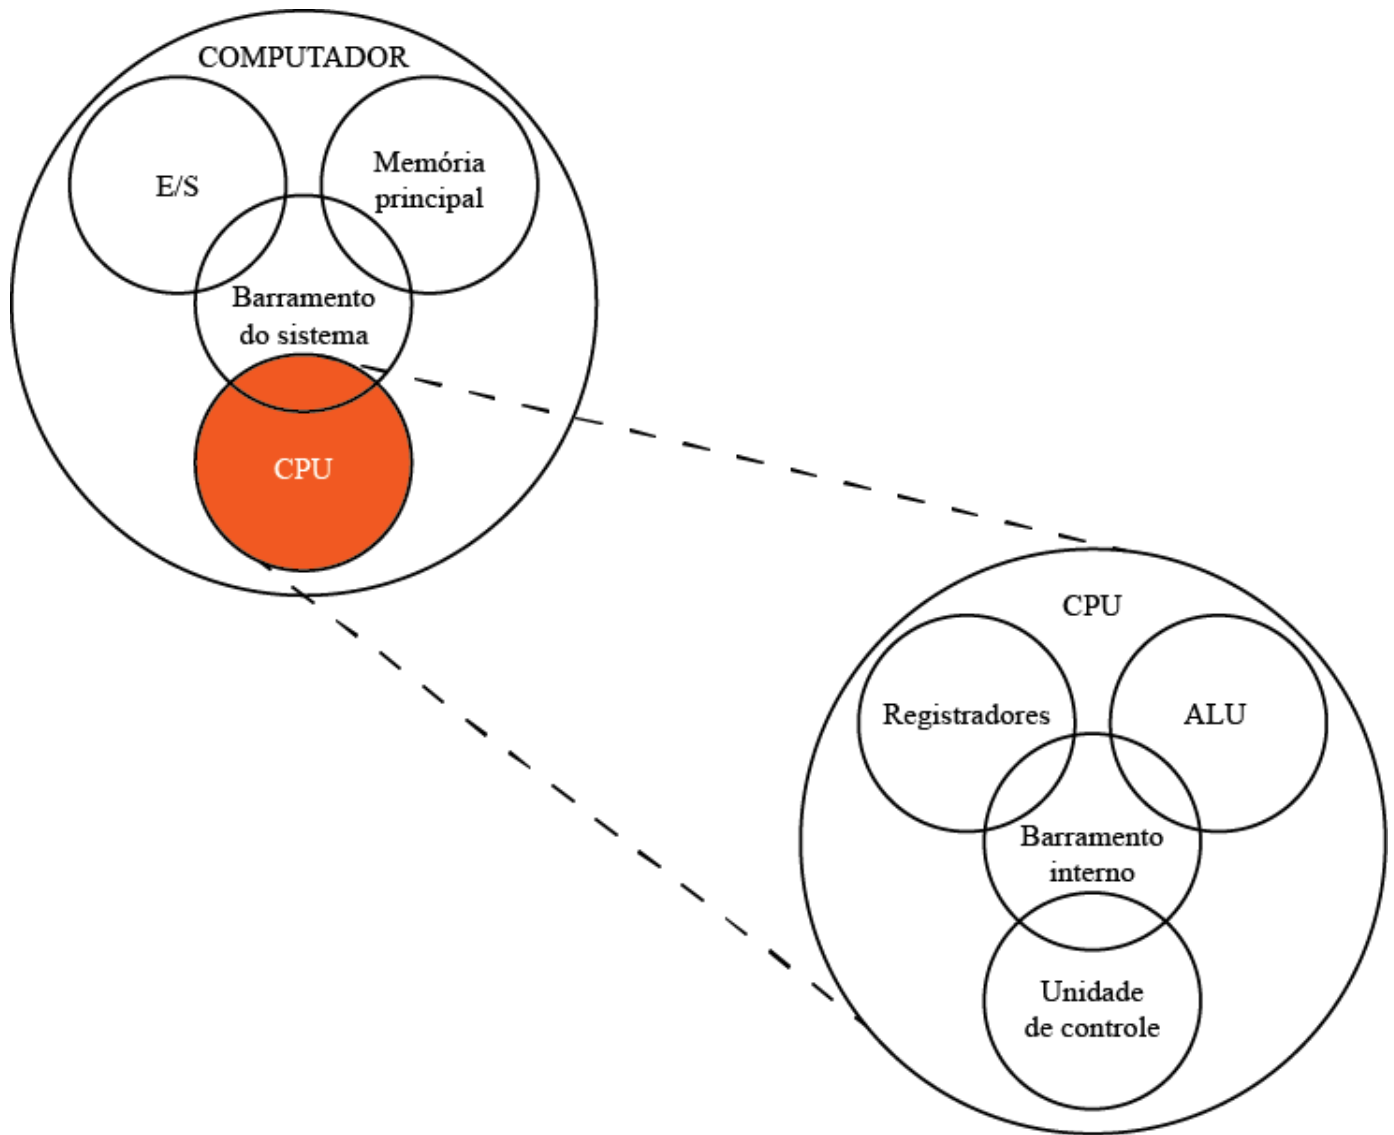 COMPUTADOR
E/S
Memória
principal
Barramento
do sistema
CPU
CPU
Registradores
ALU
Barramento
interno
Unidade
de controle